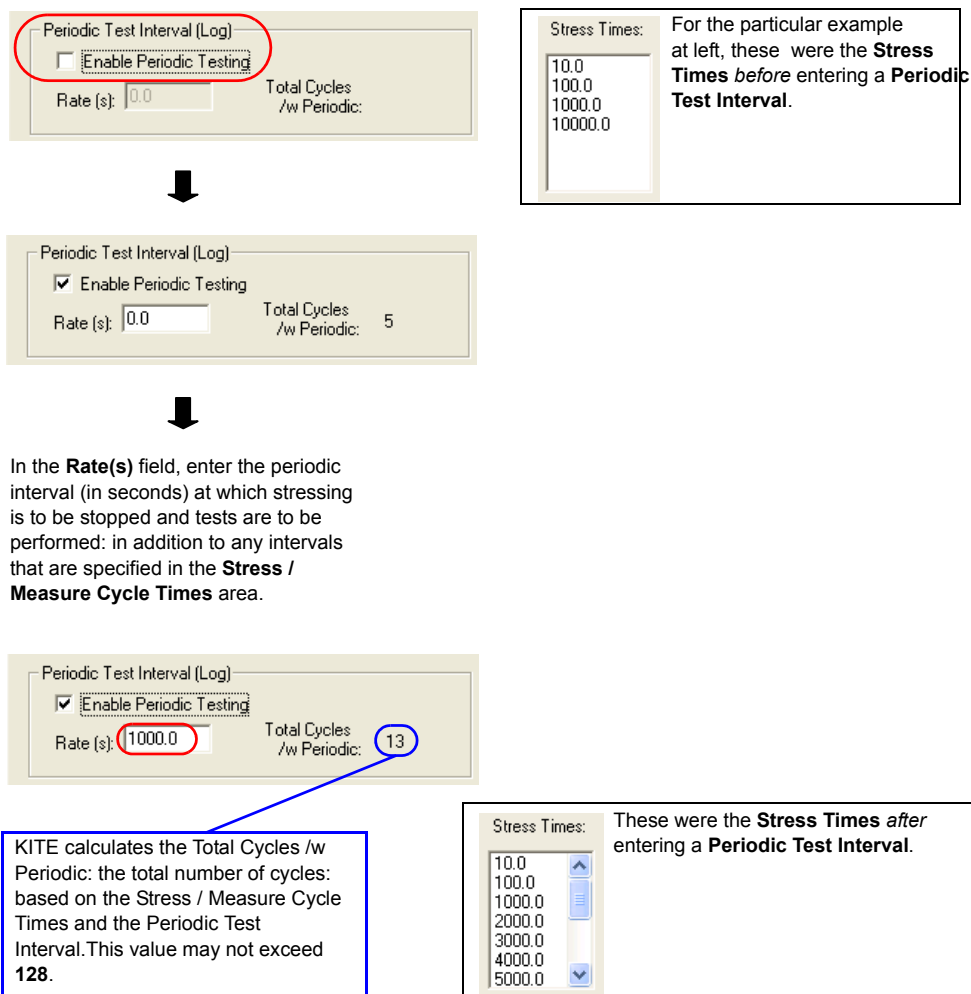 Periodic Test Interval (Log)
Enable Periodic Testing
Rate (s): 0.0
Total Cycles
/w Periodic:
Stress Times:
10.0
100.0
1000.0
10000.0
For the particular example
at left, these were the Stress
Times before entering a Periodic
Test Interval.
Periodic Test Interval (Log)
Enable Periodic Testing
Rate (s): 0.0
Total Cycles
/w Periodic: 5
In the Rate(s) field, enter the periodic
interval (in seconds) at which stressing
is to be stopped and tests are to be
performed: in addition to any intervals
that are specified in the Stress /
Measure Cycle Times area.
Periodic Test Interval (Log)
Enable Periodic Testing
Rate (s): 1000.0
Total Cycles
/w Periodic: 13
KITE calculates the Total Cycles /w
Periodic: the total number of cycles:
based on the Stress / Measure Cycle
Times and the Periodic Test
Interval.This value may not exceed
128.
Stress Times:
10.0
100.0
1000.0
2000.0
3000.0
4000.0
5000.0
These were the Stress Times after
entering a Periodic Test Interval.